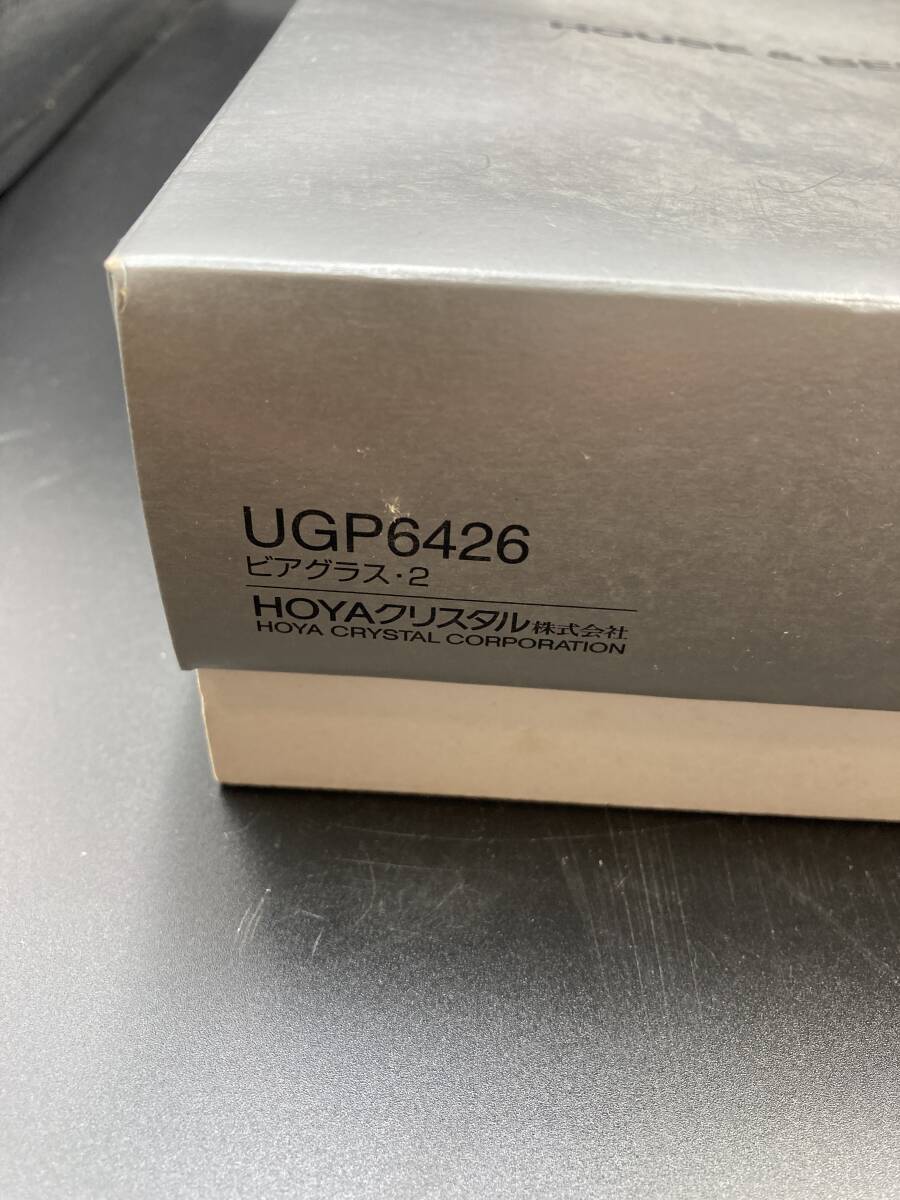 HOUSE &
UGP6426
ビアグラス・2
HOYAクリスタル株式会社
HOYA CRYSTAL CORPORATION